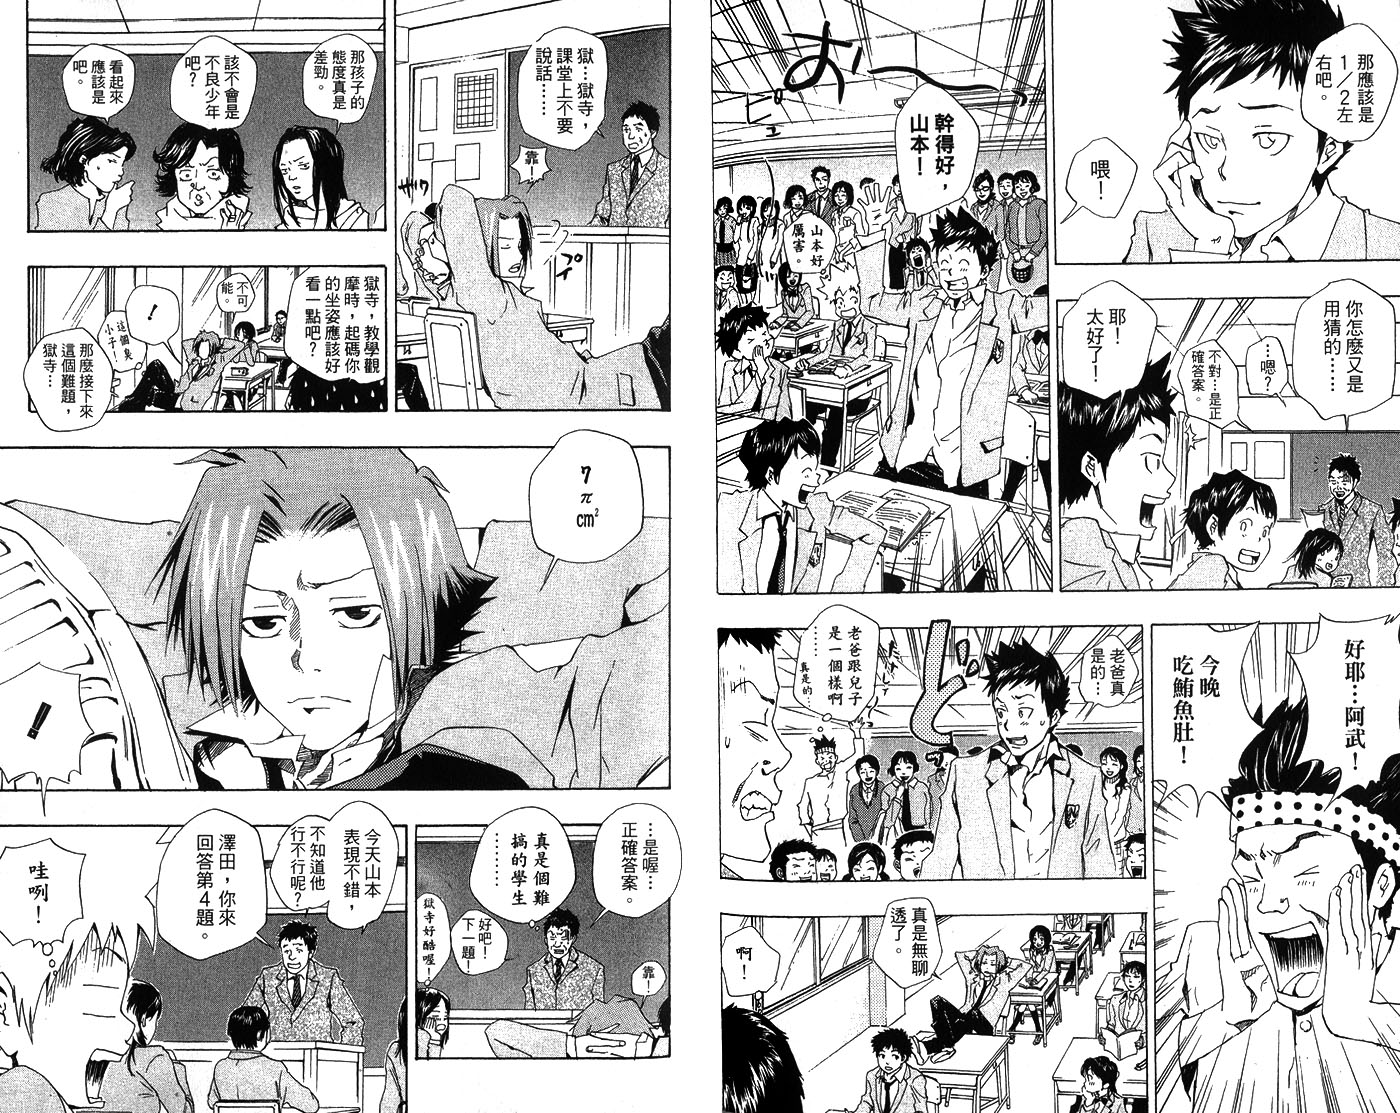 那應該是
1/2左
右吧。
喂！
你怎麼又是
用猜的……
…嗯？
不對…是正
確答案。
耶！
太好了！
お～
幹得好，
山本！
山本好
厲害。
好耶…阿武！
今晚
吃鮪魚肚！
老爸真
是的…
老爸跟兒子
是一個樣啊
………
真是的…
ど
真是無聊
透了。
啊！
獄…獄寺，
課堂上不要
說話……
靠！
プイ
那孩子的
態度真是
差勁。
該不會是
不良少年
吧？
看起來
應該是
吧。
獄寺，教學觀
摩時，起碼你
的坐姿應該好
看一點吧？
不可
能。
！
這個臭
小子！
那麼接下來
這個難題，
獄寺…
7π
cm²
！
…是喔…
正確答案。
真是個難
搞的學生
………
好吧！
下一題！
靠！
獄寺好酷喔！
今天山本
表現不錯，
不知道他
行不行呢？
澤田，你來
回答第4題。
哇咧！